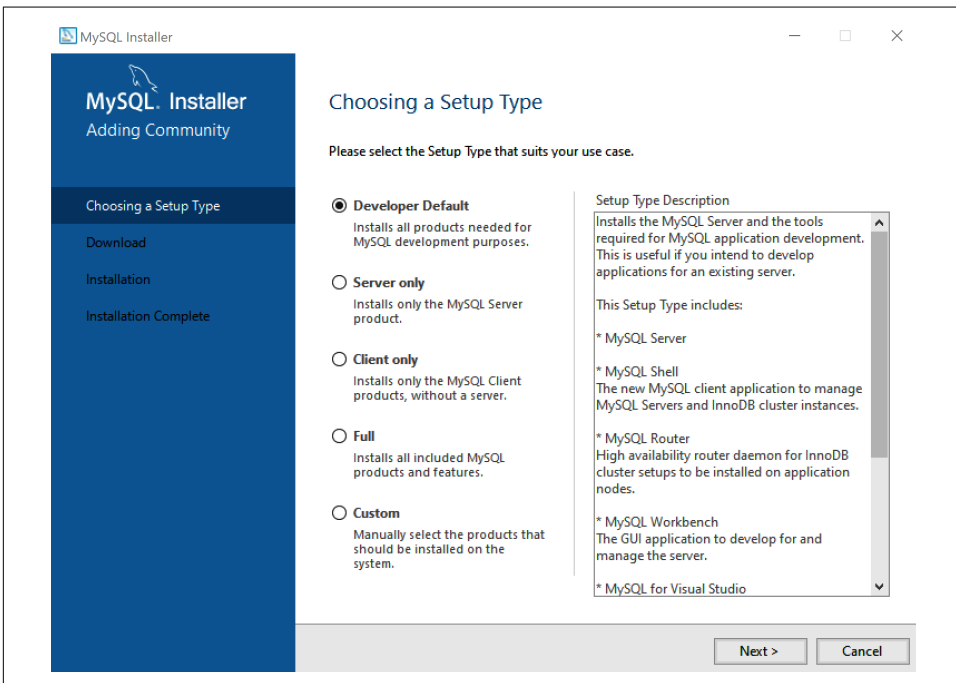 MySQL Installer
MySQL. Installer
Adding Community
Choosing a Setup Type
Download
Installation
Installation Complete
Choosing a Setup Type
Please select the Setup Type that suits your use case.
Developer Default
Installs all products needed for
MySQL development purposes.
Server only
Installs only the MySQL Server
product.
Client only
Installs only the MySQL Client
products, without a server.
Full
Installs all included MySQL
products and features.
Custom
Manually select the products that
should be installed on the
system.
Setup Type Description
Installs the MySQL Server and the tools
required for MySQL application development.
This is useful if you intend to develop
applications for an existing server.
This Setup Type includes:
* MySQL Server
* MySQL Shell
The new MySQL client application to manage
MySQL Servers and InnoDB cluster instances.
* MySQL Router
High availability router daemon for InnoDB
cluster setups to be installed on application
nodes.
* MySQL Workbench
The GUI application to develop for and
manage the server.
* MySQL for Visual Studio
Next >
Cancel